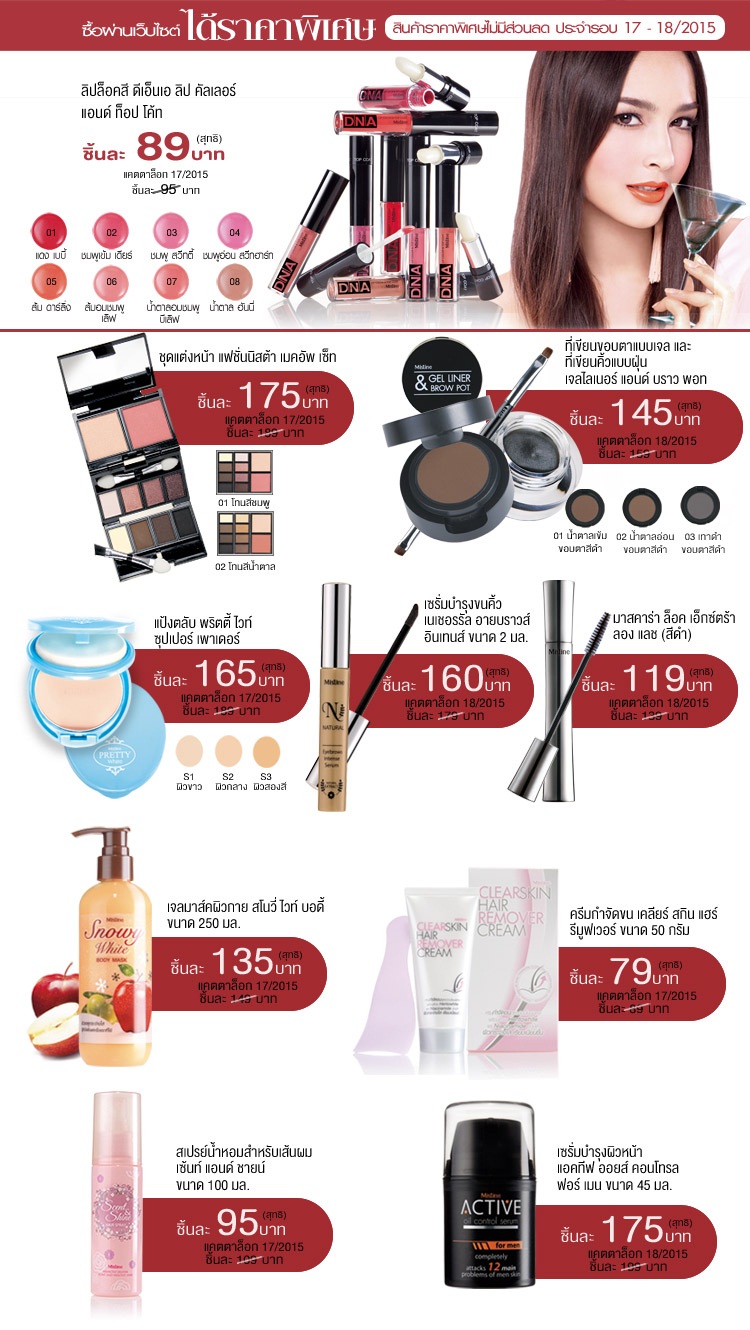 ซื้อผ่านเว็บไซต์ ได้ราคาพิเศษ สินค้าราคาพิเศษไม่มีส่วนลด ประจำรอบ 17 - 18/2015
ลิปล็อคสี ดีเอ็นเอ ลิป คัลเลอร์
แอนด์ ท็อป โค้ท
ชิ้นละ 89 บาท (สุทธิ)
แคตตาล็อก 17/2015
ชิ้นละ 95 บาท
01 02 03 04
แดง เบบี้ ชมพูเข้ม เดียร์ ชมพู สวีทตี้ ชมพูอ่อน สวีทฮาร์ท
05 06 07 08
ส้ม ดาร์ลิ่ง ส้มอมชมพู เลิฟ น้ำตาลอมชมพู บีเลิฟ น้ำตาล ฮันนี่
DNA
DNA
DNA
DNA
DNA
TOP COAT
ชุดแต่งหน้า แฟชั่นนิสต้า เมคอัพ เซ็ท
ชิ้นละ 175 บาท (สุทธิ)
แคตตาล็อก 17/2015
ชิ้นละ 189 บาท
01 โทนสีชมพู
02 โทนสีน้ำตาล
ที่เขียนขอบตาแบบเจล และ
ที่เขียนคิ้วแบบฝุ่น
เจลไลเนอร์ แอนด์ บราว พอท
Mistine
& GEL LINER
BROW POT
ชิ้นละ 145 บาท (สุทธิ)
แคตตาล็อก 18/2015
ชิ้นละ 159 บาท
01 น้ำตาลเข้ม 02 น้ำตาลอ่อน 03 เทาดำ
ขอบตาสีดำ ขอบตาสีดำ ขอบตาสีดำ
แป้งตลับ พริตตี้ ไวท์
ซุปเปอร์ เพาเดอร์
ชิ้นละ 165 บาท (สุทธิ)
แคตตาล็อก 17/2015
ชิ้นละ 189 บาท
PRETTY
S1 S2 S3
ผิวขาว ผิวกลาง ผิวสองสี
เซรั่มบำรุงขนคิ้ว
เนเชอรรัล อายบราวส์
อินเทนส์ ขนาด 2 มล.
ชิ้นละ 160 บาท (สุทธิ)
แคตตาล็อก 18/2015
ชิ้นละ 179 บาท
Mistine
N
NATURAL
Eyebrows
Intense
Serum
มาสคาร่า ล็อค เอ็กซ์ตร้า
ลอง แลช (สีดำ)
Mistine
ชิ้นละ 119 บาท (สุทธิ)
แคตตาล็อก 18/2015
ชิ้นละ 139 บาท
เจลมาส์คผิวกาย สโนวี่ ไวท์ บอดี้
ขนาด 250 มล.
ชิ้นละ 135 บาท (สุทธิ)
แคตตาล็อก 17/2015
ชิ้นละ 149 บาท
Mistine
Snowy
White
BODY MASK
ครีมกำจัดขน เคลียร์ สกิน แฮร์
รีมูฟเวอร์ ขนาด 50 กรัม
ชิ้นละ 79 บาท (สุทธิ)
แคตตาล็อก 17/2015
ชิ้นละ 89 บาท
CLEARSKIN
HAIR
REMOVER
CREAM
CLEARSKIN
HAIR
REMOVER
CREAM
สเปรย์น้ำหอมสำหรับเส้นผม
เซ้นท์ แอนด์ ชายน์
ขนาด 100 มล.
ชิ้นละ 95 บาท (สุทธิ)
แคตตาล็อก 17/2015
ชิ้นละ 109 บาท
Scent
Shine
Mistine
เซรั่มบำรุงผิวหน้า
แอคทีฟ ออยส์ คอนโทรล
ฟอร์ เมน ขนาด 45 มล.
ชิ้นละ 175 บาท (สุทธิ)
แคตตาล็อก 18/2015
ชิ้นละ 199 บาท
Mistine
ACTIVE
oil control serum
for men
completely
attacks 12 main
problems of men skin